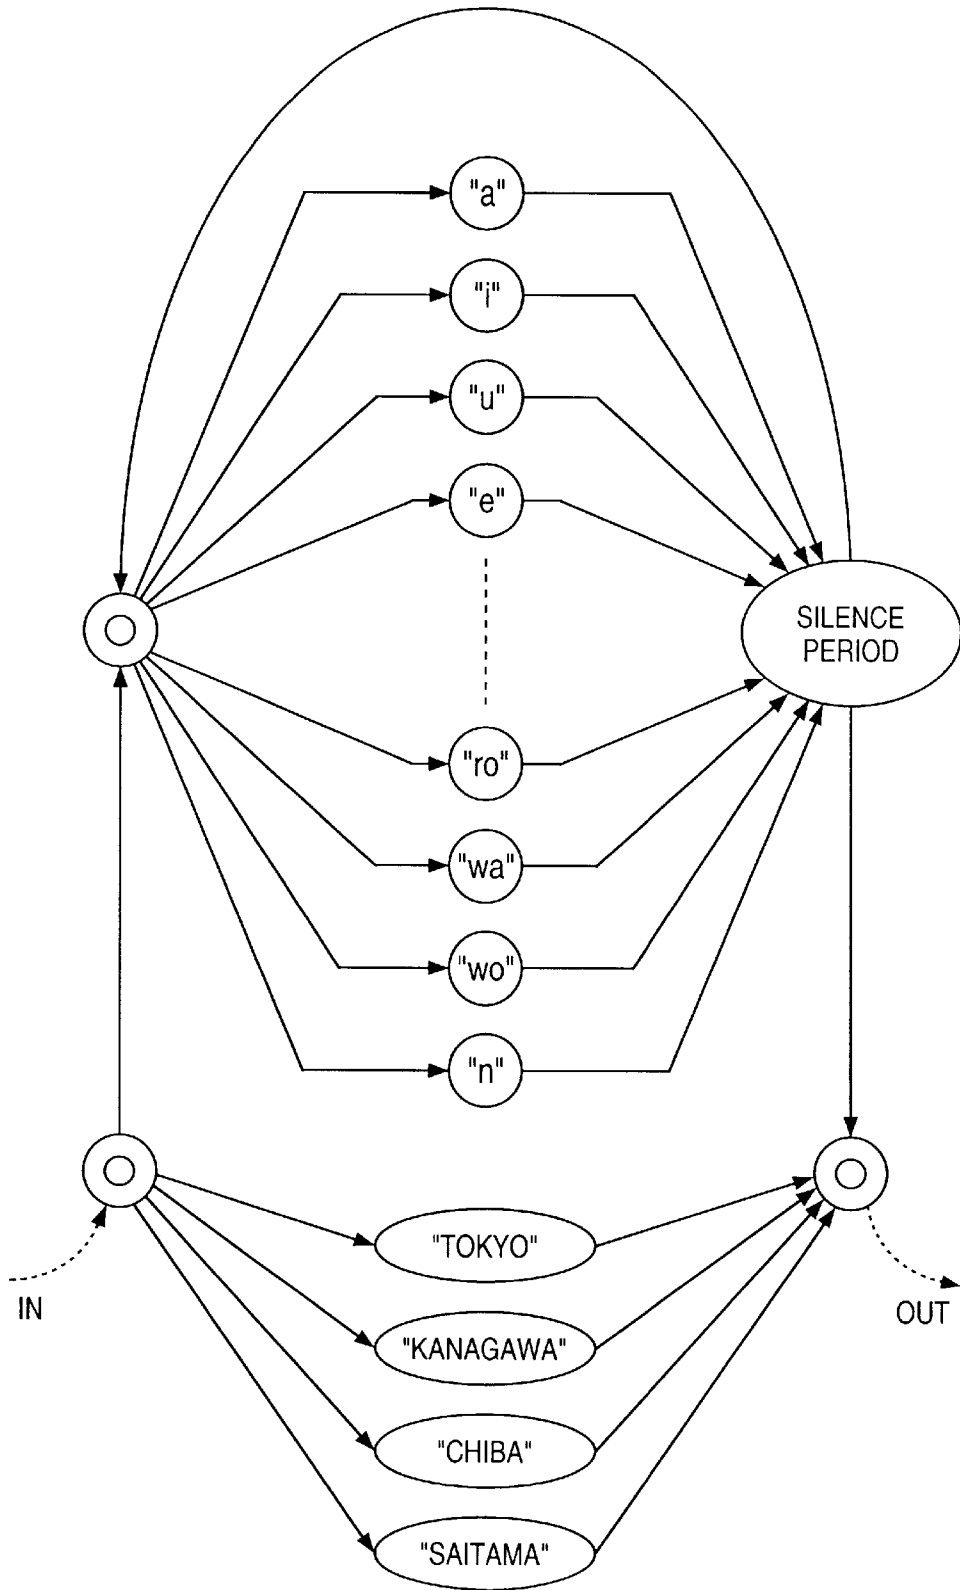 "a"
"i"
"u"
"e"
SILENCE
PERIOD
"ro"
"wa"
"wo"
"n"
"TOKYO"
IN
OUT
"KANAGAWA"
"CHIBA"
"SAITAMA"